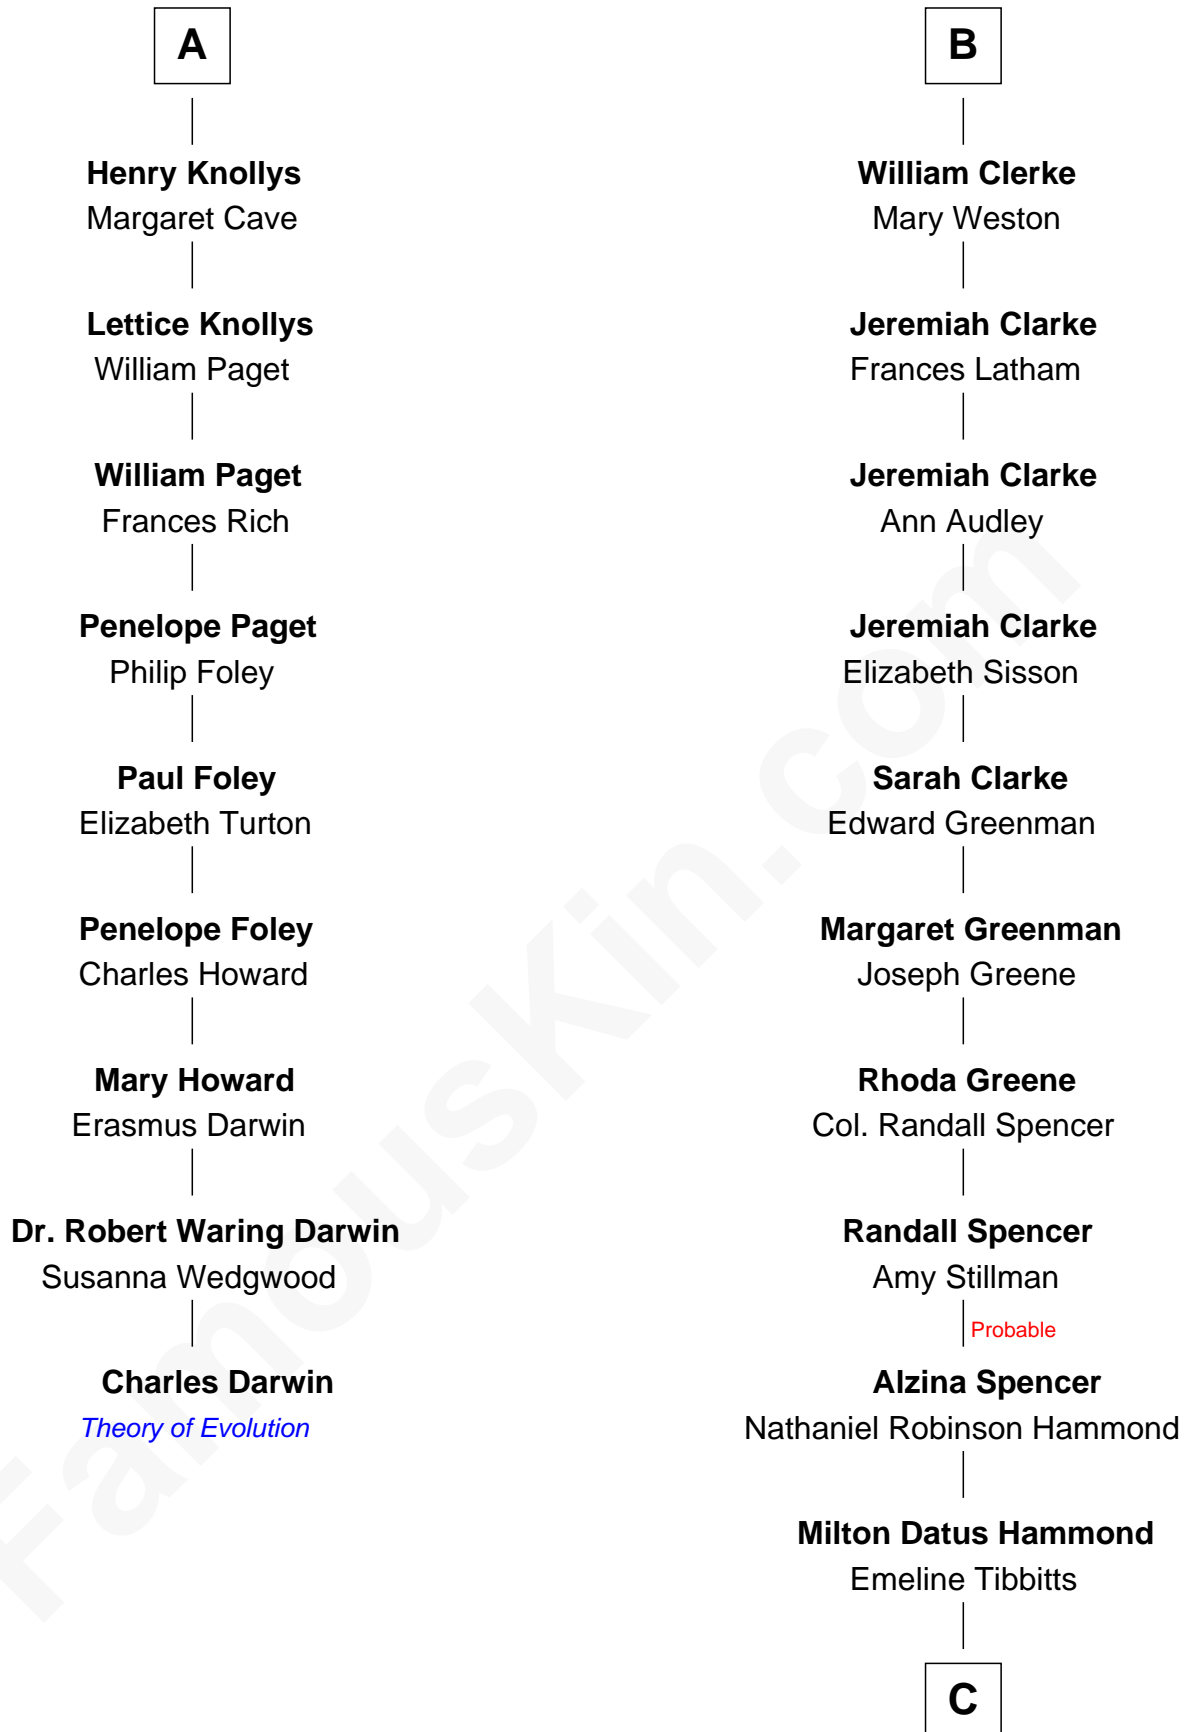 A
Henry Knollys
Margaret Cave
Lettice Knollys
William Paget
William Paget
Frances Rich
Penelope Paget
Philip Foley
Paul Foley
Elizabeth Turton
Penelope Foley
Charles Howard
Mary Howard
Erasmus Darwin
Dr. Robert Waring Darwin
Susanna Wedgwood
Charles Darwin
Theory of Evolution
B
William Clerke
Mary Weston
Jeremiah Clarke
Frances Latham
Jeremiah Clarke
Ann Audley
Jeremiah Clarke
Elizabeth Sisson
Sarah Clarke
Edward Greenman
Margaret Greenman
Joseph Greene
Rhoda Greene
Col. Randall Spencer
Randall Spencer
Amy Stillman
Probable
Alzina Spencer
Nathaniel Robinson Hammond
Milton Datus Hammond
Emeline Tibbitts
C
FamousKin.com